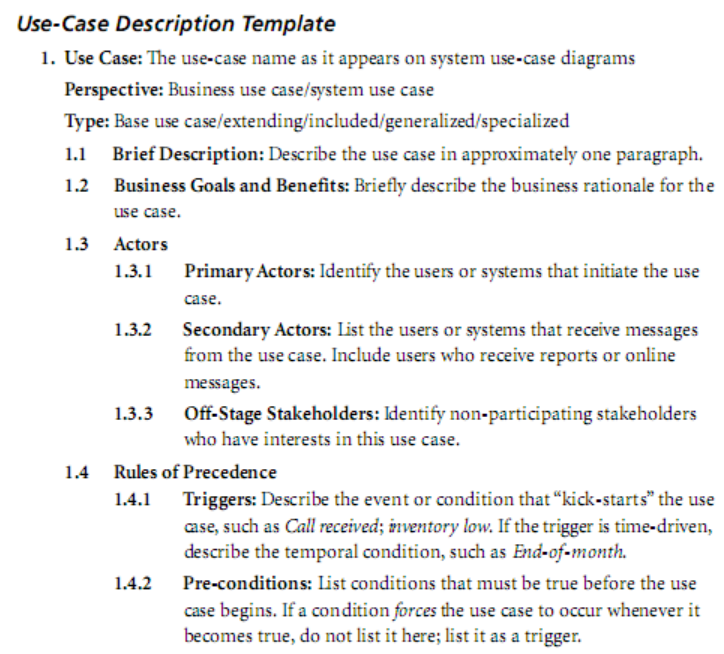 Use-Case Description Template
1. Use Case: The use-case name as it appears on system use-case diagrams
Perspective: Business use case/system use case
Type: Base use case/extending/included/generalized/specialized
1.1 Brief Description: Describe the use case in approximately one paragraph.
1.2 Business Goals and Benefits: Briefly describe the business rationale for the
use case.
1.3 Actors
1.3.1 Primary Actors: Identify the users or systems that initiate the use
case.
1.3.2 Secondary Actors: List the users or systems that receive messages
from the use case. Include users who receive reports or online
messages.
1.3.3 Off-Stage Stakeholders: Identify non-participating stakeholders
who have interests in this use case.
1.4 Rules of Precedence
1.4.1 Triggers: Describe the event or condition that “kick-starts” the use
case, such as Call received; inventory low. If the trigger is time-driven,
describe the temporal condition, such as End-of-month.
1.4.2 Pre-conditions: List conditions that must be true before the use
case begins. If a condition forces the use case to occur whenever it
becomes true, do not list it here; list it as a trigger.